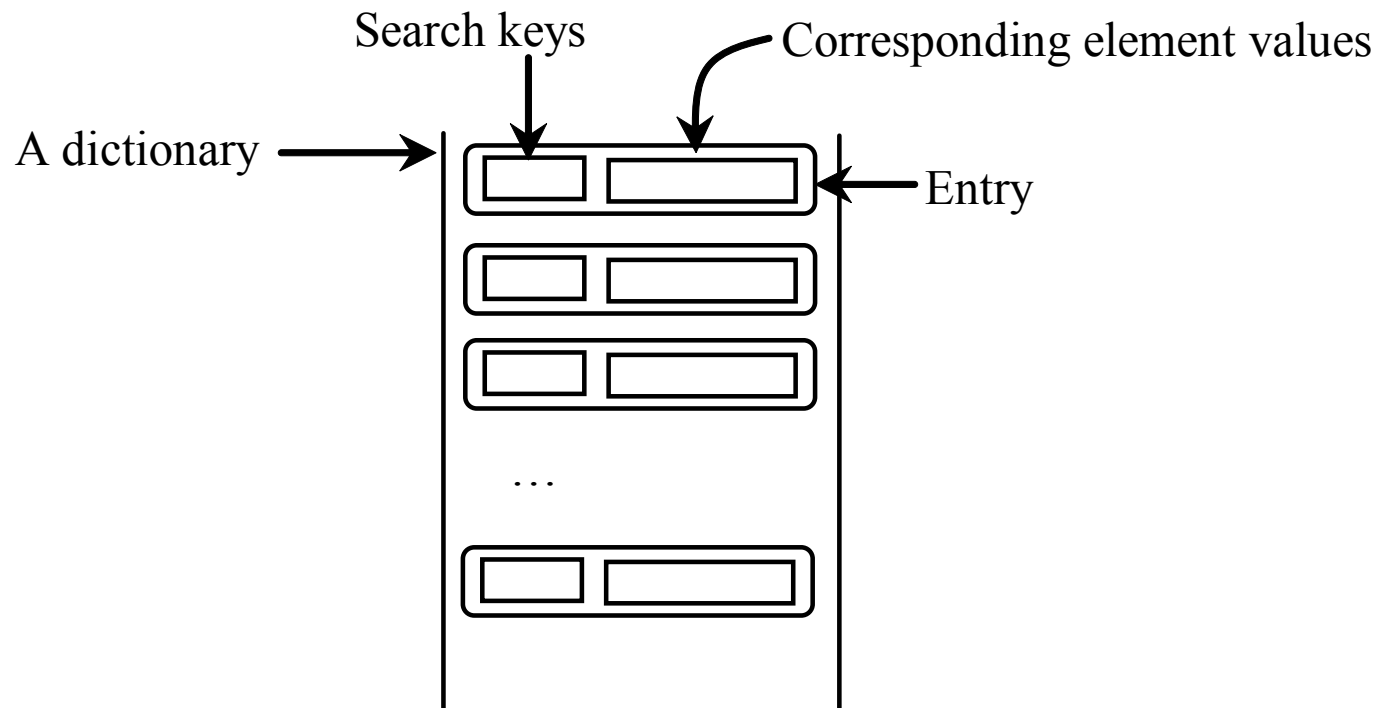 Search keys
Corresponding element values
A dictionary
Entry
…